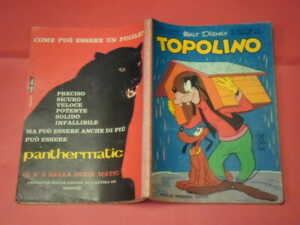 COME PUÒ ESSERE UN PUGILE
PRECISO
SICURO
VELOCE
POTENTE
SOLIDO
INFALLIBILE
MA PUÒ ESSERE ANCHE DI PIÙ
PUÒ ESSERE
panthermatic
WALT DISNEY
TOPOLINO